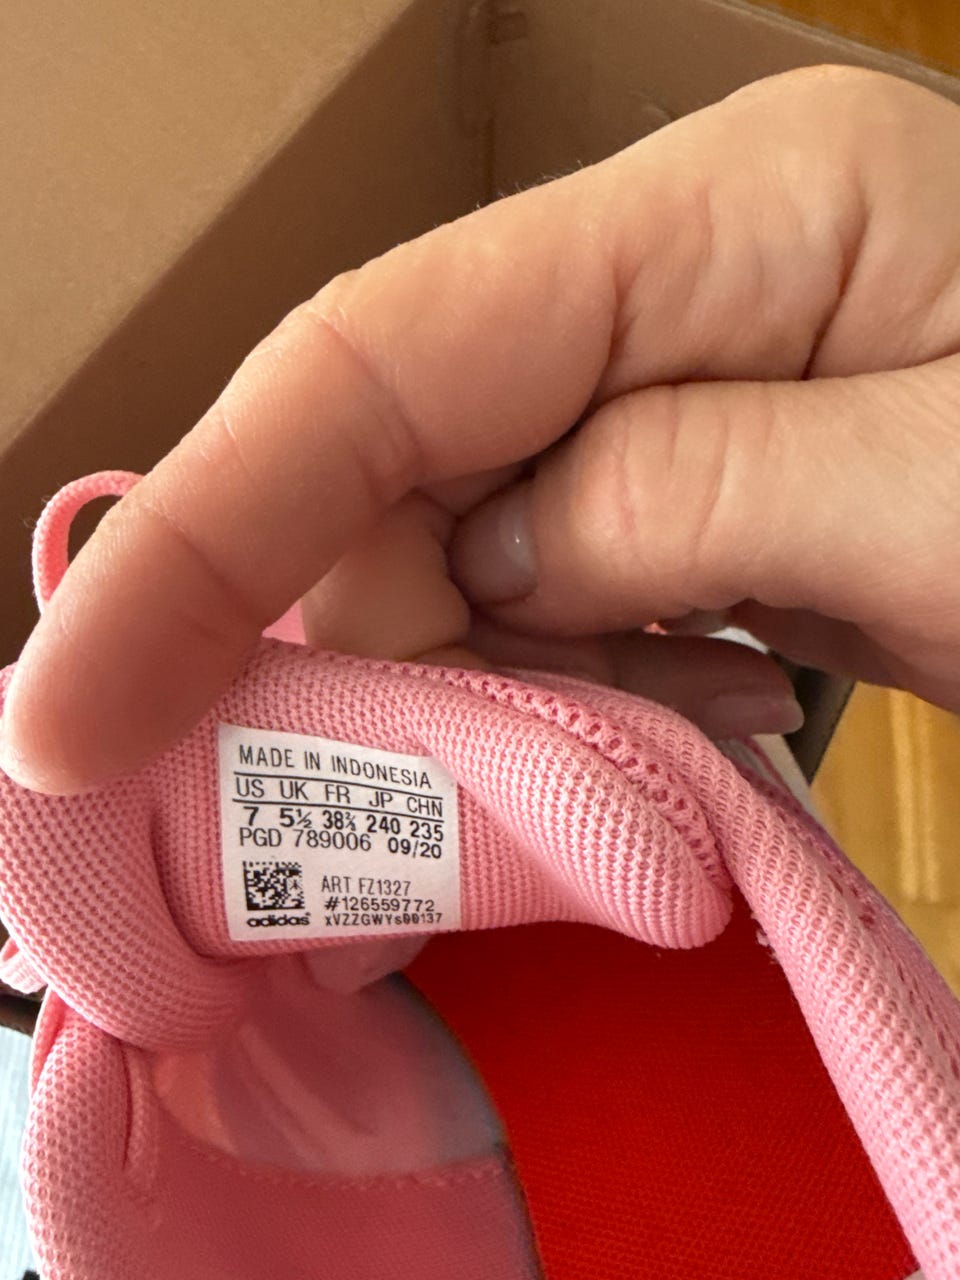 MADE IN INDONESIA
US UK FR JP CHN
7 5½ 38⅔ 240 235
PGD 789006 09/20
ART FZ1327
#126559772
adidas xVZZGWYs00137